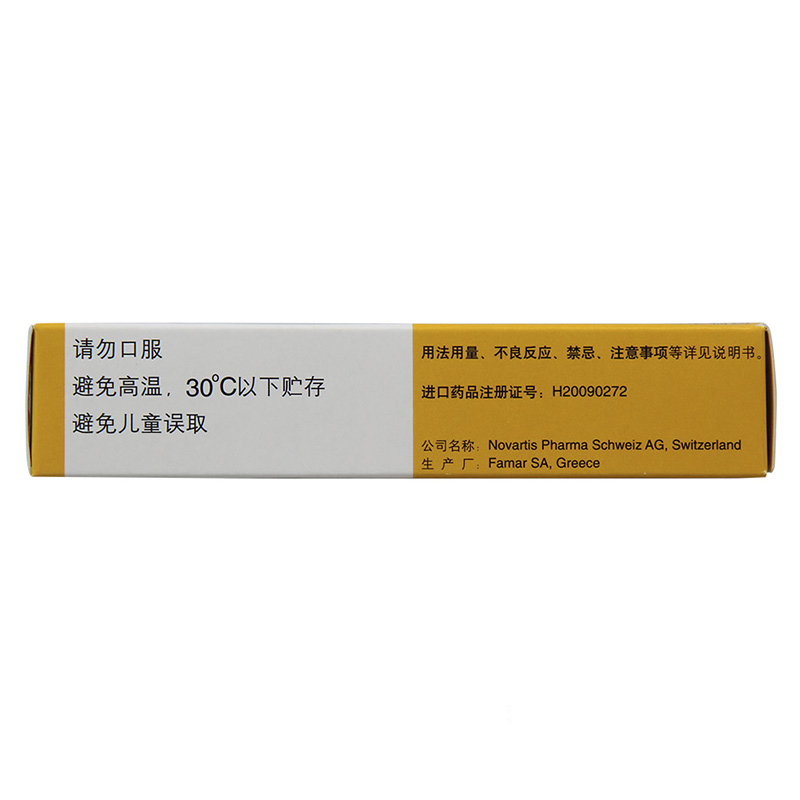 请勿口服
避免高温，30℃以下贮存
避免儿童误取
用法用量、不良反应、禁忌、注意事项等详见说明书。
进口药品注册证号：H20090272
公司名称：Novartis Pharma Schweiz AG, Switzerland
生 产 厂：Famar SA, Greece